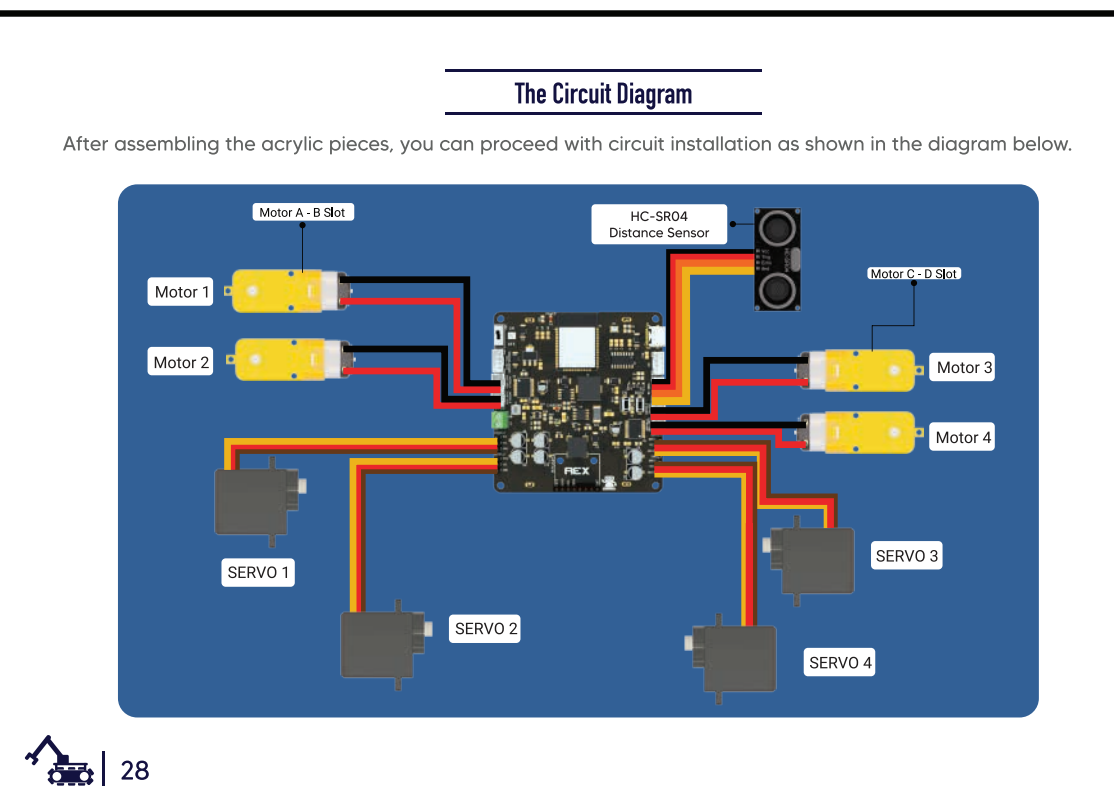 The Circuit Diagram
After assembling the acrylic pieces, you can proceed with circuit installation as shown in the diagram below.
Motor A - B Slot
HC-SR04
Distance Sensor
Motor C - D Slot
Motor 1
Motor 2
Motor 3
Motor 4
REX
SERVO 1
SERVO 2
SERVO 3
SERVO 4
28